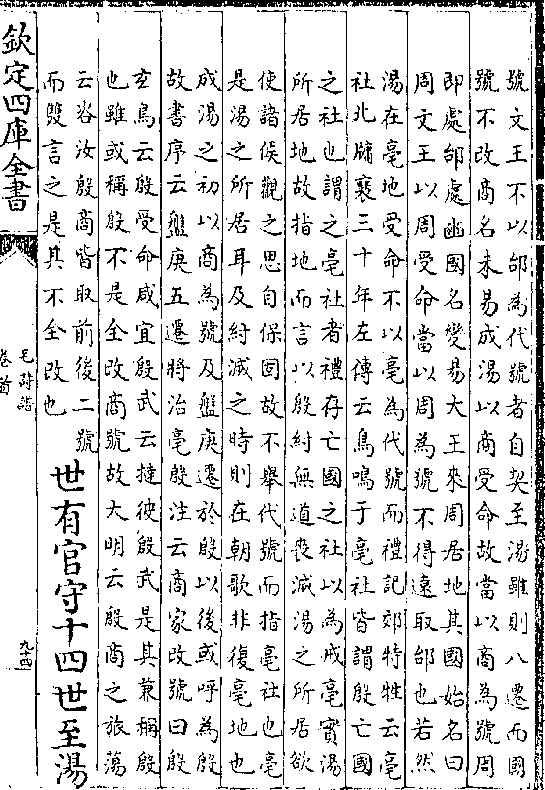 號文王不以邰為代號者自契至湯雖則八遷而國
號不改商名未易成湯以商受命故當以商為號周
即處邰處豳國名變易大王來周居地其國始名曰
周文王以周受命當以周為號不得遠取邰也若然
湯在亳地受命不以亳為代號而禮記郊特牲云亳
社北牖襄三十年左傳云鳥鳴于亳社皆謂殷亡國
之社也謂之亳社者禮存亡國之社以為戒亳實湯
所居地故指地而言以殷紂無道喪滅湯之所居欲
使諸侯觀之思自保固故不舉代號而指亳社也亳
是湯之所居耳及紂滅之時則在朝歌非復亳地也
成湯之初以商為號及盤庚遷於殷以後或呼為殷
故書序云盤庚五遷將治亳殷注云商家改號曰殷
玄鳥云殷受命咸宜殷武云撻彼殷武是其兼稱殷
也雖或稱殷不是全改商號故大明云殷商之旅蕩
云咨汝殷商皆取前後二號
而雙言之是其不全改也
世有官守十四世至湯
欽定四庫全書
毛詩譜
卷首
九十四